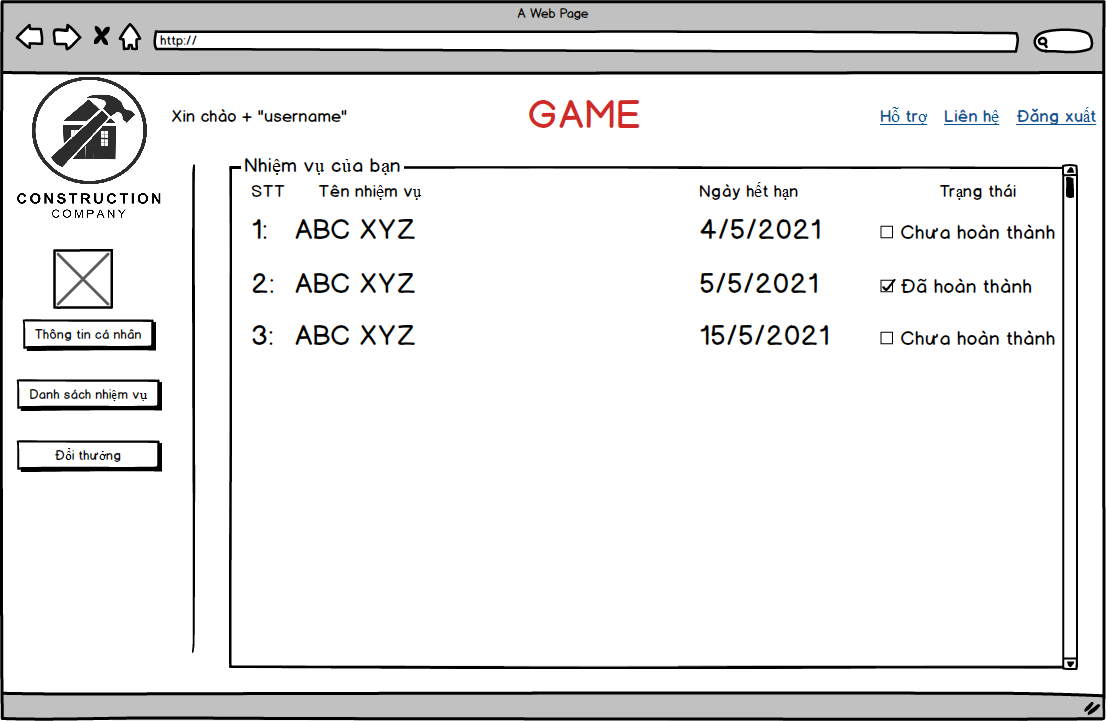 A Web Page
http://
Xin chào + "username"
GAME
Hỗ trợ Liên hệ Đăng xuất
CONSTRUCTION
COMPANY
Thông tin cá nhân
Danh sách nhiệm vụ
Đổi thưởng
Nhiệm vụ của bạn
STT Tên nhiệm vụ Ngày hết hạn Trạng thái
1: ABC XYZ 4/5/2021 Chưa hoàn thành
2: ABC XYZ 5/5/2021 Đã hoàn thành
3: ABC XYZ 15/5/2021 Chưa hoàn thành